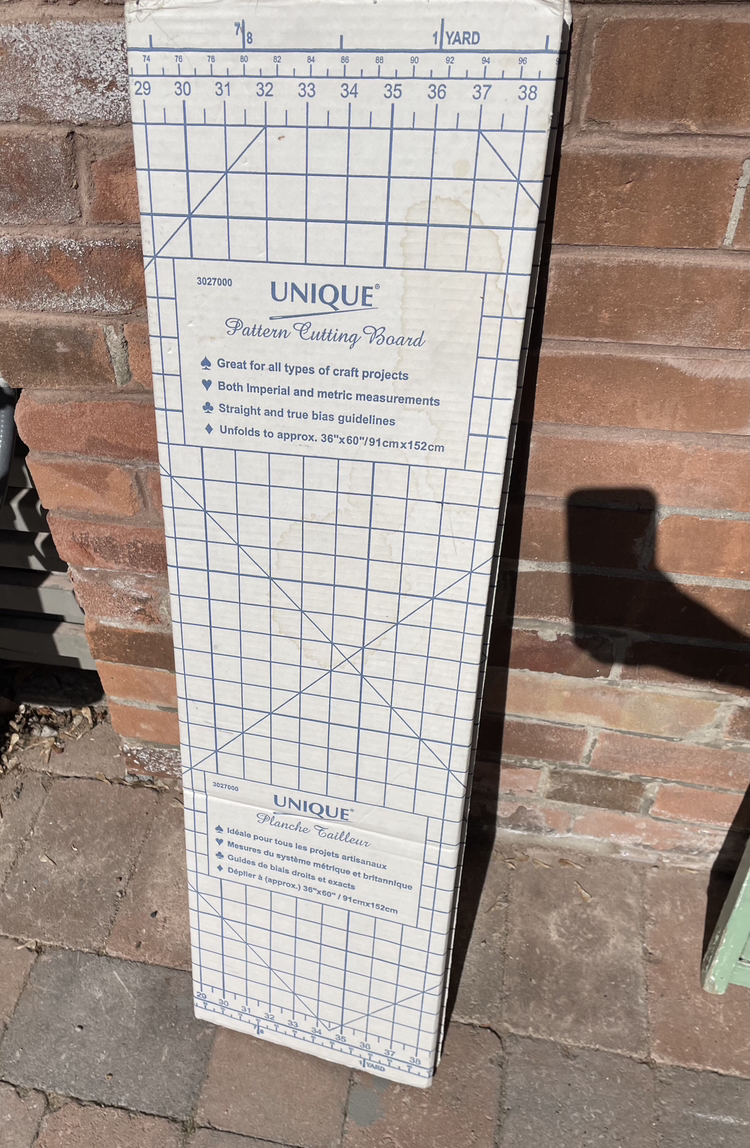 7/8 1 YARD
74 76 78 80 82 84 86 88 90 92 94 96
29 30 31 32 33 34 35 36 37 38
3027000
UNIQUE®
Pattern Cutting Board
♠ Great for all types of craft projects
♥ Both Imperial and metric measurements
♣ Straight and true bias guidelines
♦ Unfolds to approx. 36"x60"/91cmx152cm
3027000
UNIQUE®
Planche Tailleur
♠ Idéale pour tous les projets artisanaux
♥ Mesures du système métrique et britannique
♣ Guides de biais droits et exacts
♦ Déplier à (approx.) 36"x60" / 91cmx152cm
29 30 31 32 33 34 35 36 37 38
7/8 1 YARD